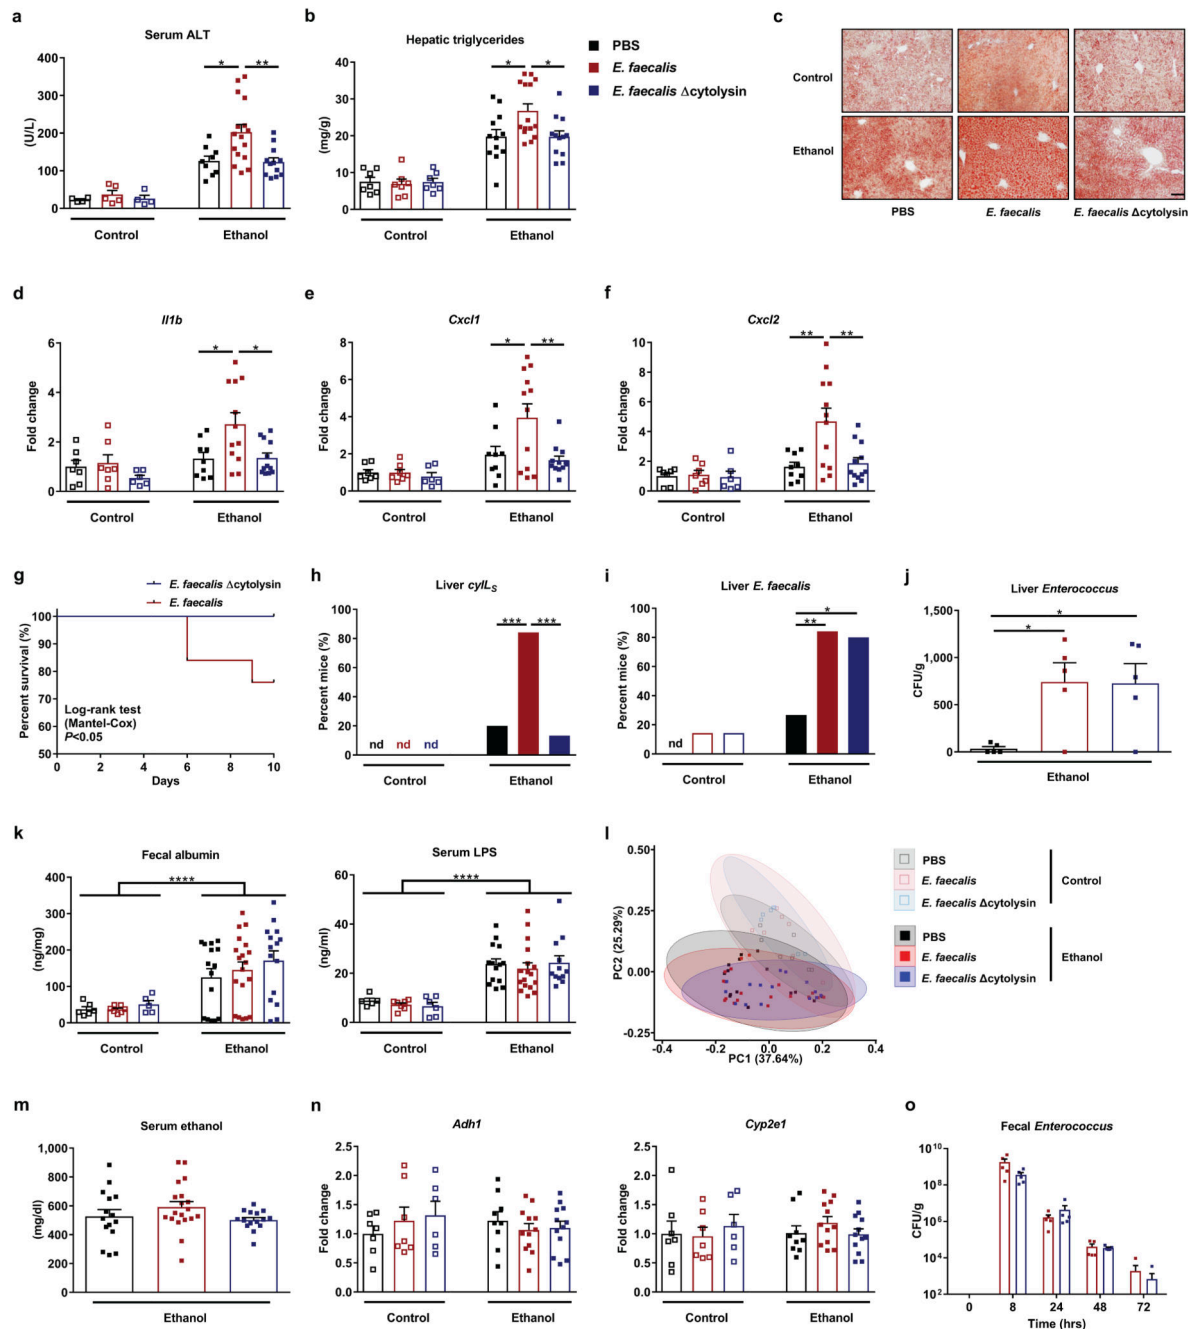 a
Serum ALT
(U/L)
400
300
200
100
0
*
**
Control
Ethanol
b
Hepatic triglycerides
(mg/g)
40
30
20
10
0
*
*
Control
Ethanol
PBS
E. faecalis
E. faecalis Δcytolysin
c
Control
Ethanol
PBS
E. faecalis
E. faecalis Δcytolysin
d
Il1b
Fold change
6
4
2
0
*
*
Control
Ethanol
e
Cxcl1
Fold change
8
6
4
2
0
*
**
Control
Ethanol
f
Cxcl2
Fold change
10
8
6
4
2
0
**
**
Control
Ethanol
g
E. faecalis Δcytolysin
E. faecalis
Percent survival (%)
100
90
80
70
60
50
Log-rank test
(Mantel-Cox)
P<0.05
0 2 4 6 8 10
Days
h
Liver cylLS
Percent mice (%)
100
80
60
40
20
0
nd nd nd
***
***
Control
Ethanol
i
Liver E. faecalis
Percent mice (%)
100
80
60
40
20
0
nd
*
**
Control
Ethanol
j
Liver Enterococcus
CFU/g
1,500
1,000
500
0
*
*
Ethanol
k
Fecal albumin
(ng/mg)
400
300
200
100
0
****
Control
Ethanol
Serum LPS
(ng/ml)
60
40
20
0
****
Control
Ethanol
l
PC2 (25.29%)
0.50
0.25
0.00
-0.25
-0.4 -0.2 0.0 0.2 0.4
PC1 (37.64%)
PBS
E. faecalis
E. faecalis Δcytolysin
Control
PBS
E. faecalis
E. faecalis Δcytolysin
Ethanol
m
Serum ethanol
(mg/dl)
1,000
800
600
400
200
0
Ethanol
n
Adh1
Fold change
2.5
2.0
1.5
1.0
0.5
0.0
Control
Ethanol
Cyp2e1
Fold change
2.5
2.0
1.5
1.0
0.5
0.0
Control
Ethanol
o
Fecal Enterococcus
CFU/g
10¹⁰
10⁸
10⁶
10⁴
10²
0 8 24 48 72
Time (hrs)